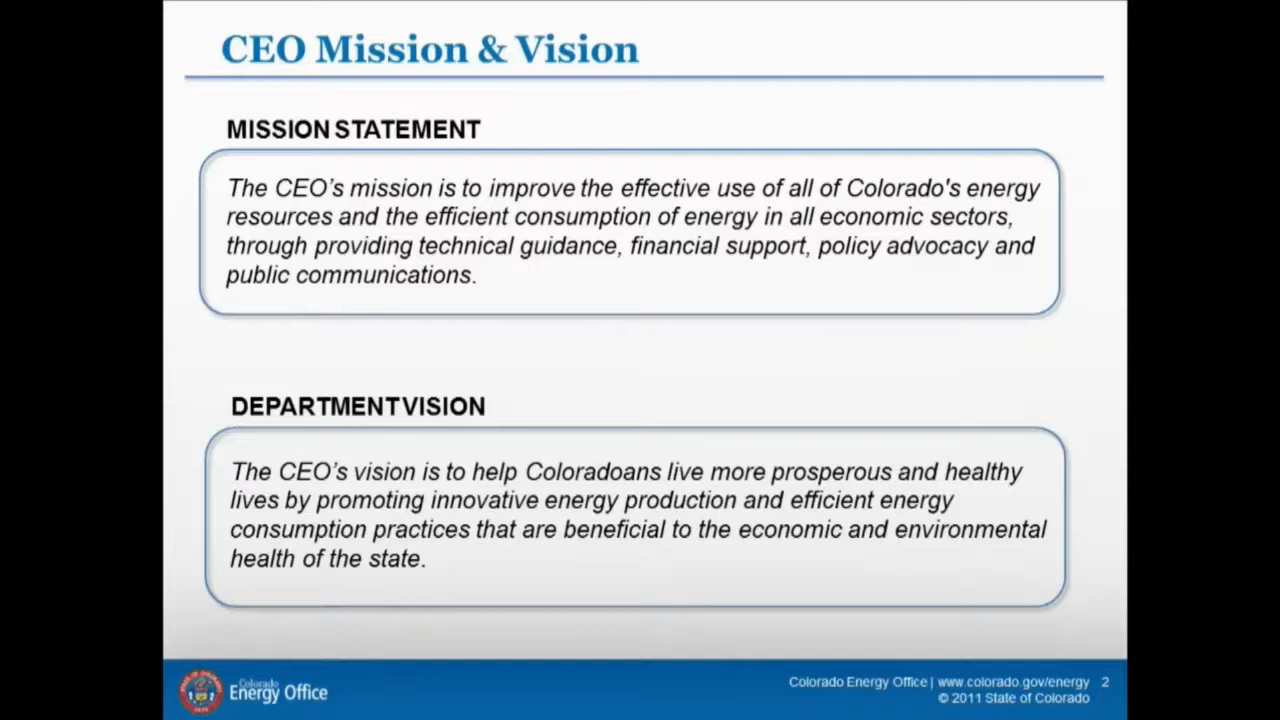 CEO Mission & Vision
MISSION STATEMENT
The CEO's mission is to improve the effective use of all of Colorado's energy
resources and the efficient consumption of energy in all economic sectors,
through providing technical guidance, financial support, policy advocacy and
public communications.
DEPARTMENT VISION
The CEO's vision is to help Coloradoans live more prosperous and healthy
lives by promoting innovative energy production and efficient energy
consumption practices that are beneficial to the economic and environmental
health of the state.
Colorado
Energy Office
Colorado Energy Office | www.colorado.gov/energy 2
© 2011 State of Colorado